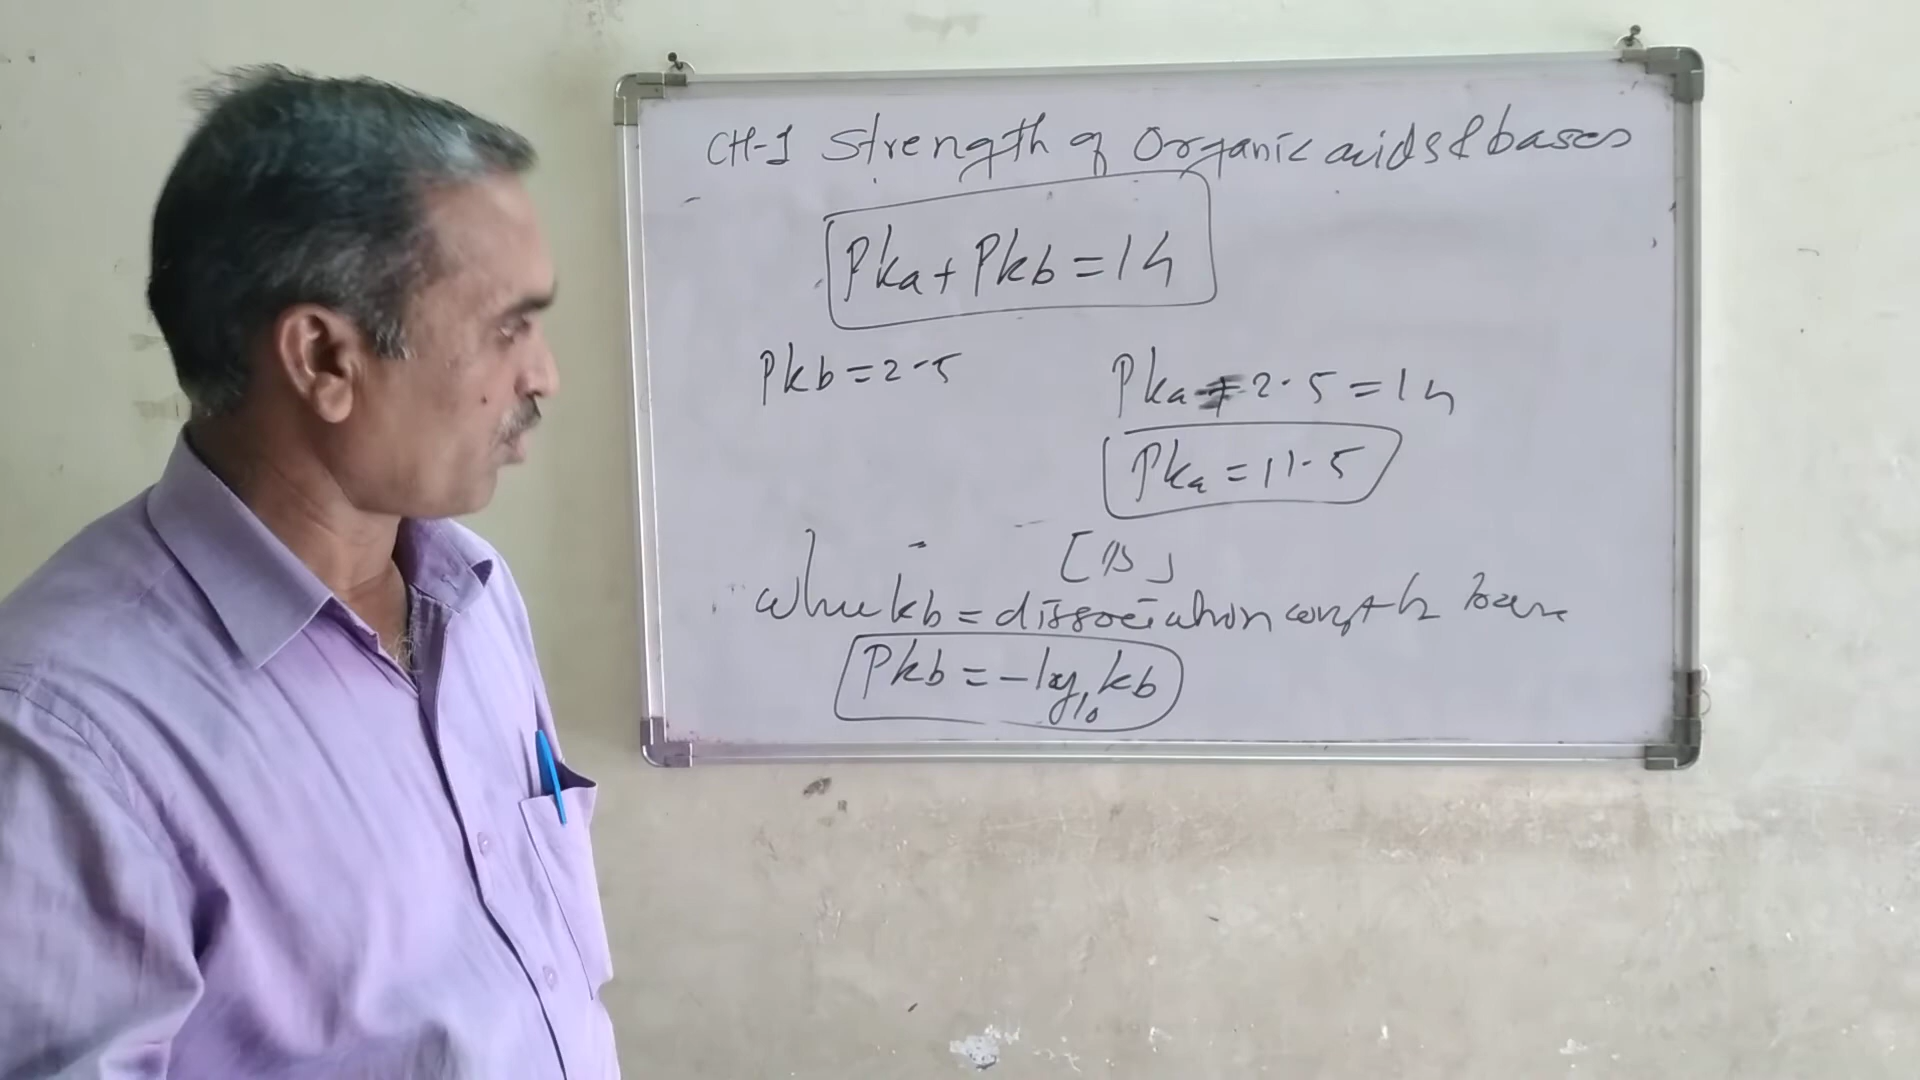 CH-1 Strength of Organic acids & bases
Pka + Pkb = 14
Pkb = 2.5
Pka + 2.5 = 14
Pka = 11.5
[B]
where kb = dissociation const of base
Pkb = -log10 kb